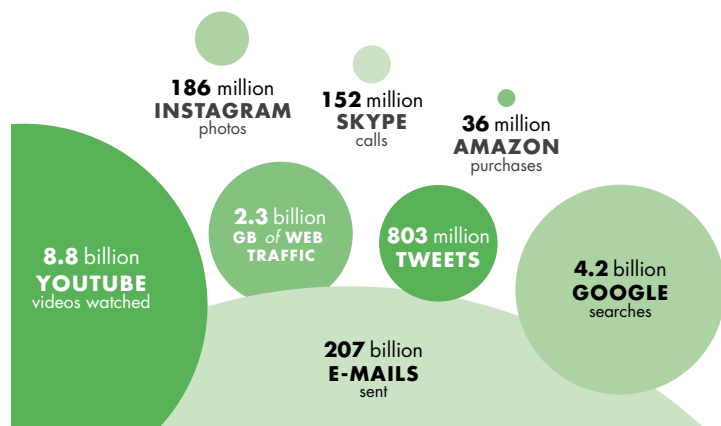 186 million
INSTAGRAM
photos
152 million
SKYPE
calls
36 million
AMAZON
purchases
8.8 billion
YOUTUBE
videos watched
2.3 billion
GB of WEB
TRAFFIC
803 million
TWEETS
4.2 billion
GOOGLE
searches
207 billion
E-MAILS
sent